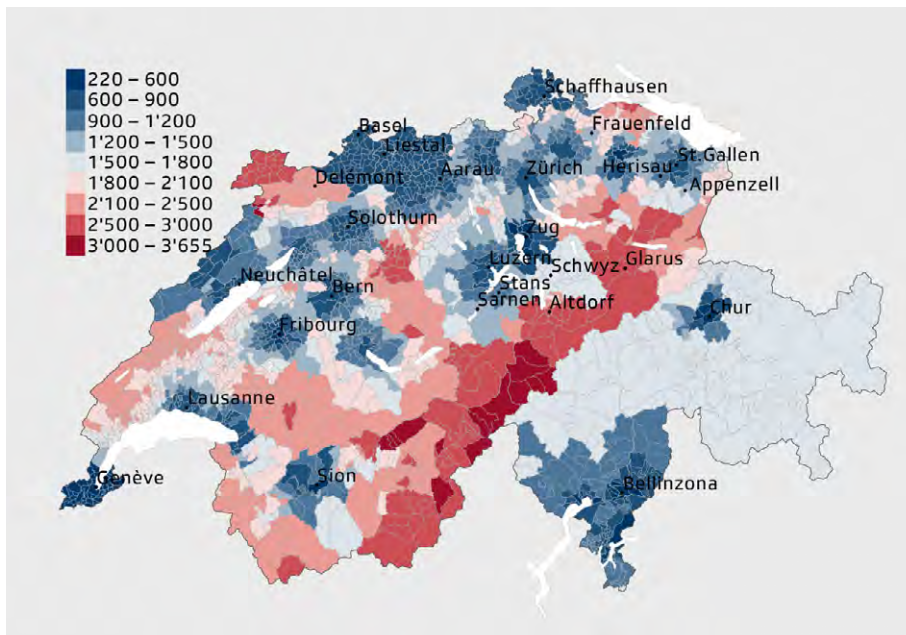 220 – 600
600 – 900
900 – 1'200
1'200 – 1'500
1'500 – 1'800
1'800 – 2'100
2'100 – 2'500
2'500 – 3'000
3'000 – 3'655
Schaffhausen
Basel
Frauenfeld
Liestal
St.Gallen
Delémont
Aarau
Zürich
Herisau
Appenzell
Solothurn
Zug
Neuchâtel
Luzern
Schwyz
Glarus
Bern
Stans
Sarnen
Altdorf
Chur
Fribourg
Lausanne
Genève
Sion
Bellinzona